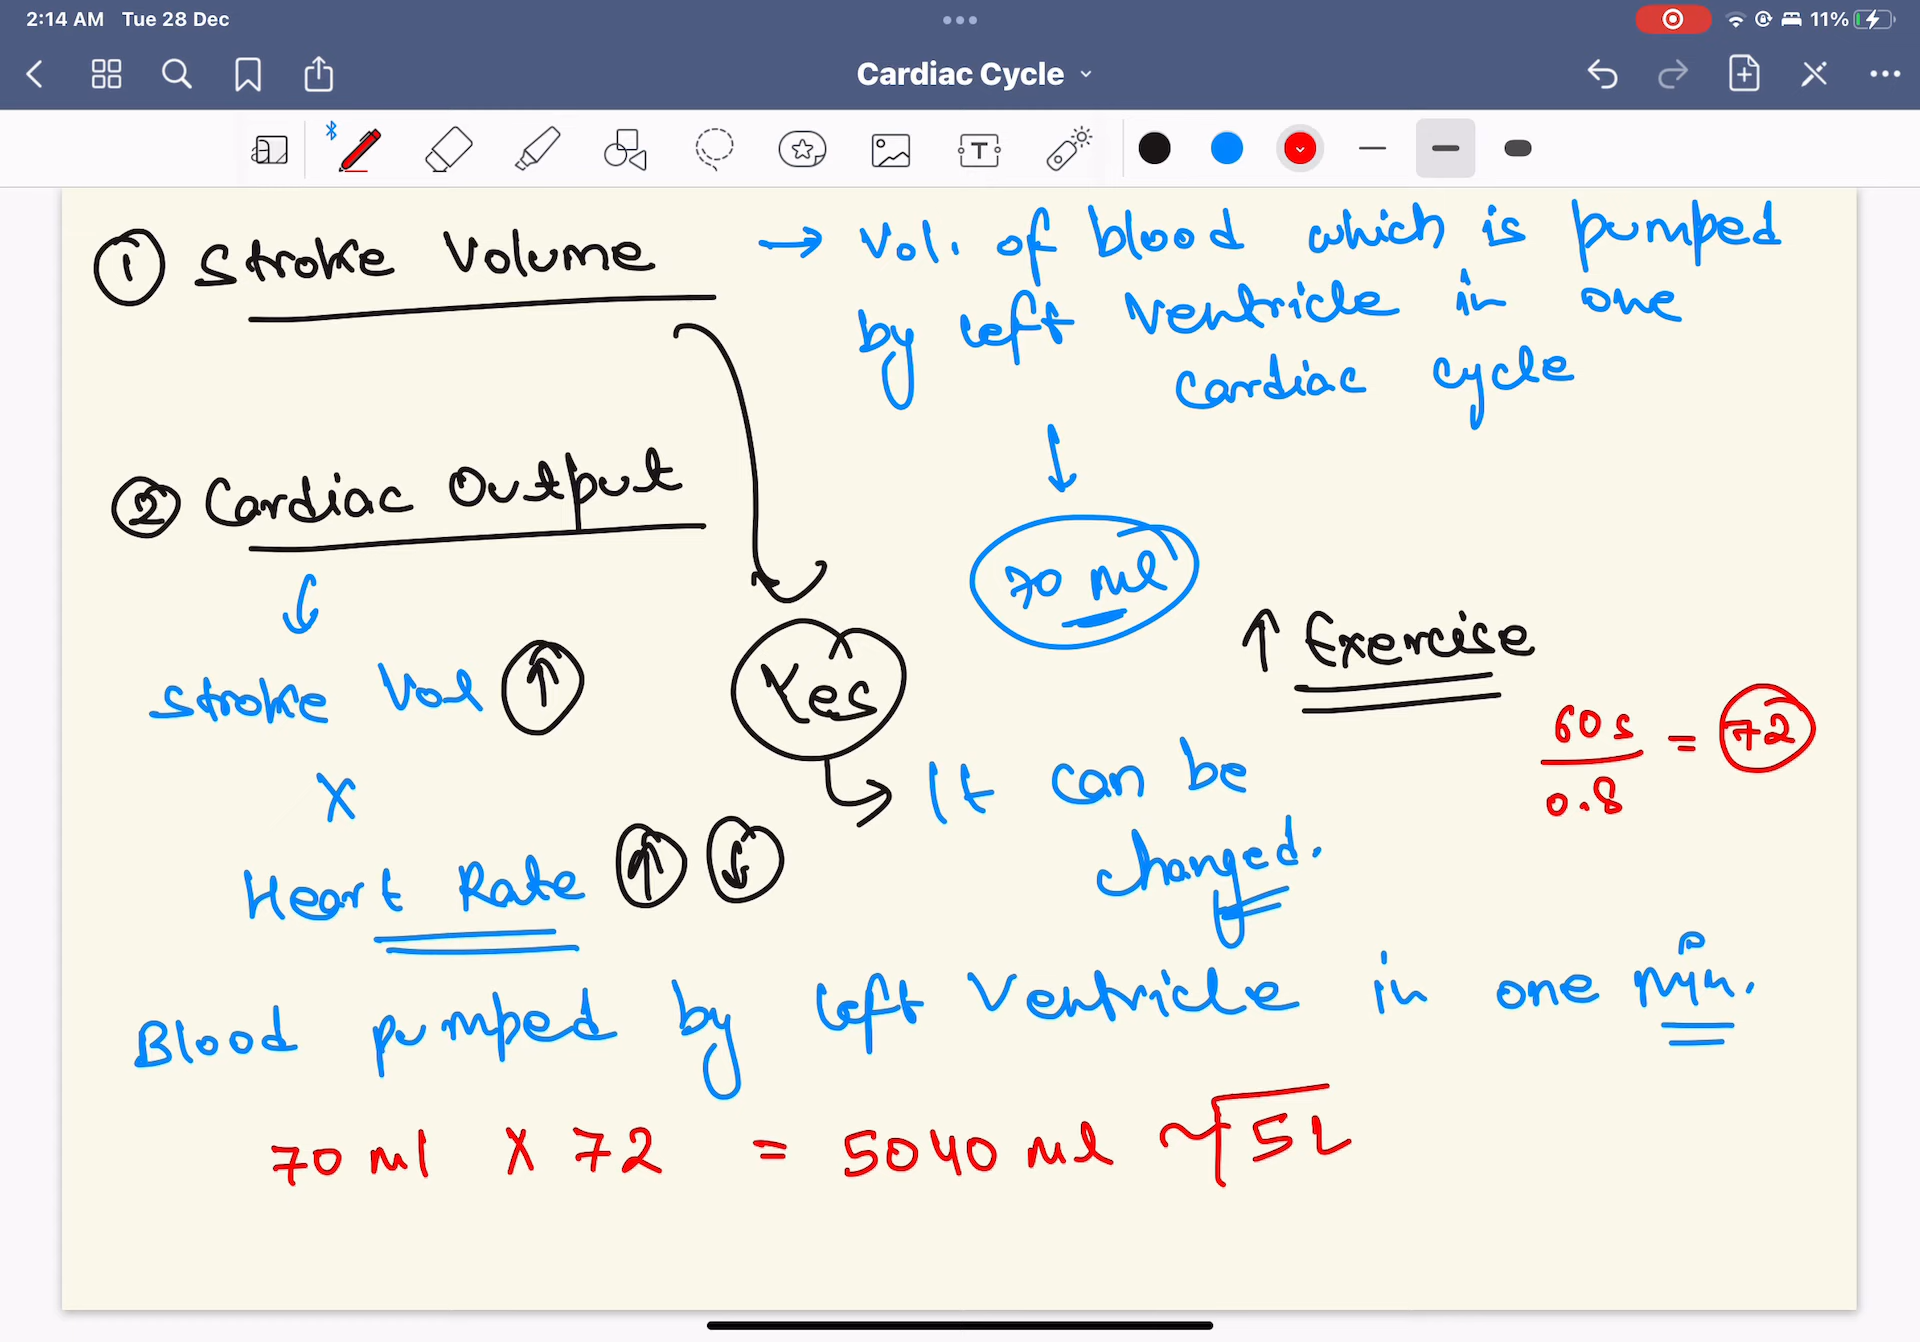 2:14 AM Tue 28 Dec
11%
Cardiac Cycle
① Stroke Volume → Vol. of blood which is pumped
by left ventricle in one
cardiac cycle
↓
70 ml
② Cardiac Output
↓
↑ Exercise
Stroke Vol ↑
Yes
60s / 0.8 = 72
X
It can be
changed.
Heart Rate ↑ ↓
Blood pumped by left Ventricle in one min.
70 ml X 72 = 5040 ml ~ 5L